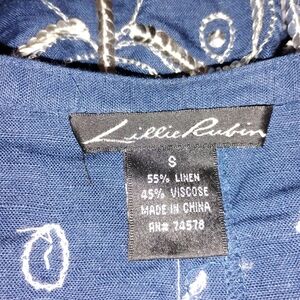 Lillie Rubin
S
55% LINEN
45% VISCOSE
MADE IN CHINA
RN# 74578